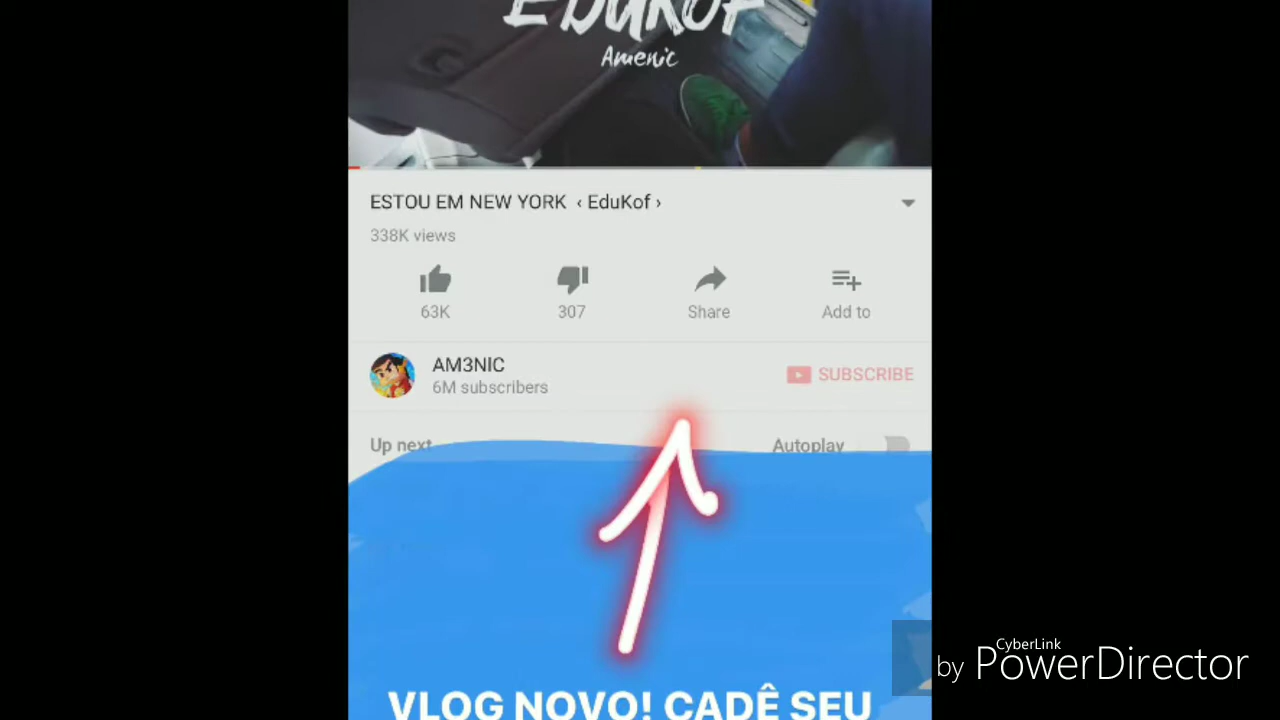 EDUKOF
Amenic
ESTOU EM NEW YORK ‹ EduKof ›
338K views
63K
307
Share
Add to
AM3NIC
6M subscribers
SUBSCRIBE
Up next
Autoplay
VLOG NOVO! CADÊ SEU
CyberLink
by PowerDirector